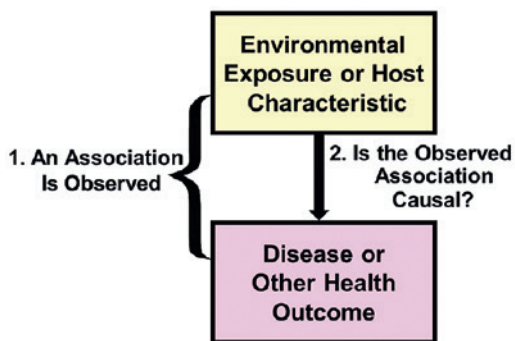 Environmental
Exposure or Host
Characteristic
1. An Association
Is Observed
2. Is the Observed
Association
Causal?
Disease or
Other Health
Outcome